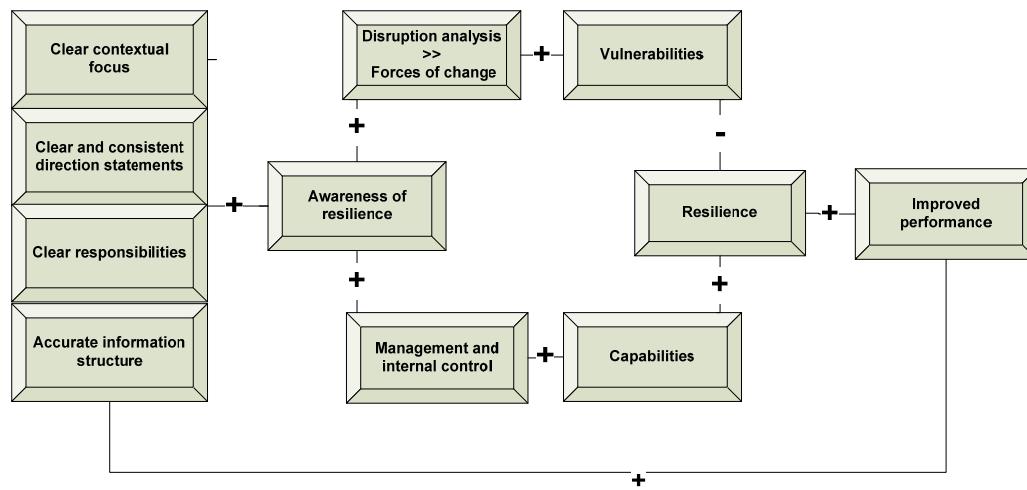 Clear contextual
focus
Clear and consistent
direction statements
Clear responsibilities
Accurate information
structure
+
Awareness of
resilience
Disruption analysis
>>
Forces of change
+
Vulnerabilities
+
-
+
Management and
internal control
+
Capabilities
+
Resilience
+
Improved
performance
+